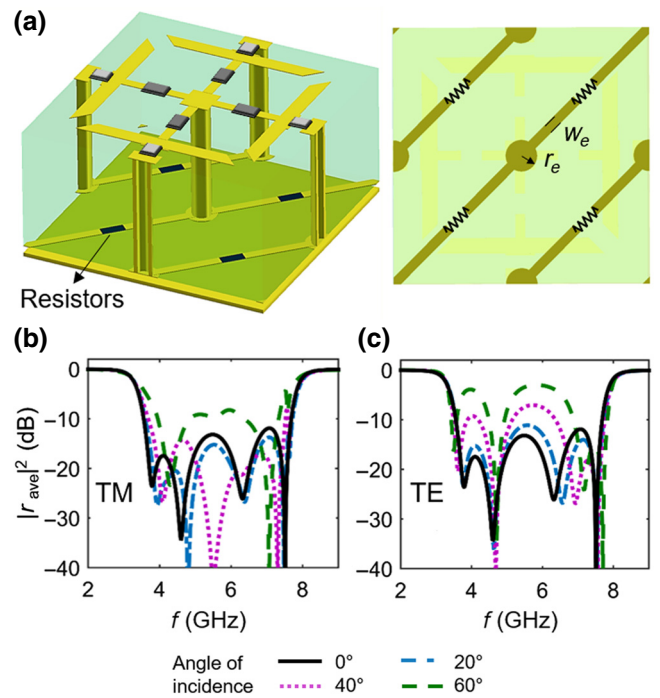 (a)
Resistors
w_e
r_e
(b)
(c)
0
−10
−20
−30
−40
|r_avel|² (dB)
TM
2 4 6 8
f (GHz)
0
−10
−20
−30
−40
TE
2 4 6 8
f (GHz)
Angle of
incidence
0° 20°
40° 60°